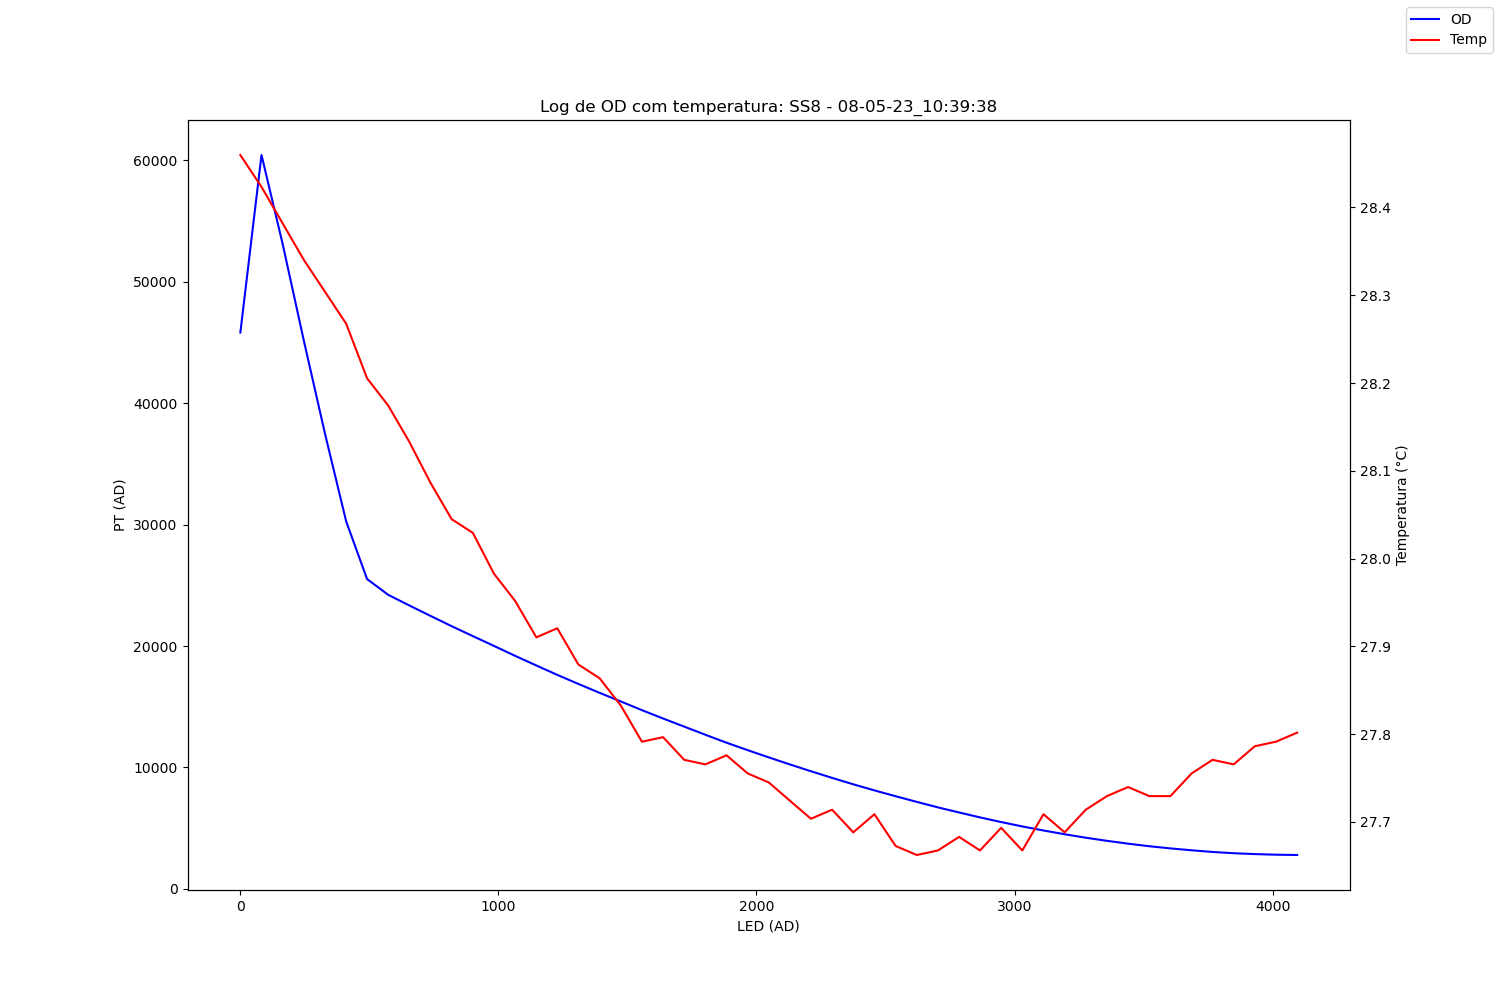 OD
Temp
Log de OD com temperatura: SS8 - 08-05-23_10:39:38
60000
50000
40000
30000
20000
10000
0
PT (AD)
28.4
28.3
28.2
28.1
28.0
27.9
27.8
27.7
Temperatura (°C)
0 1000 2000 3000 4000
LED (AD)